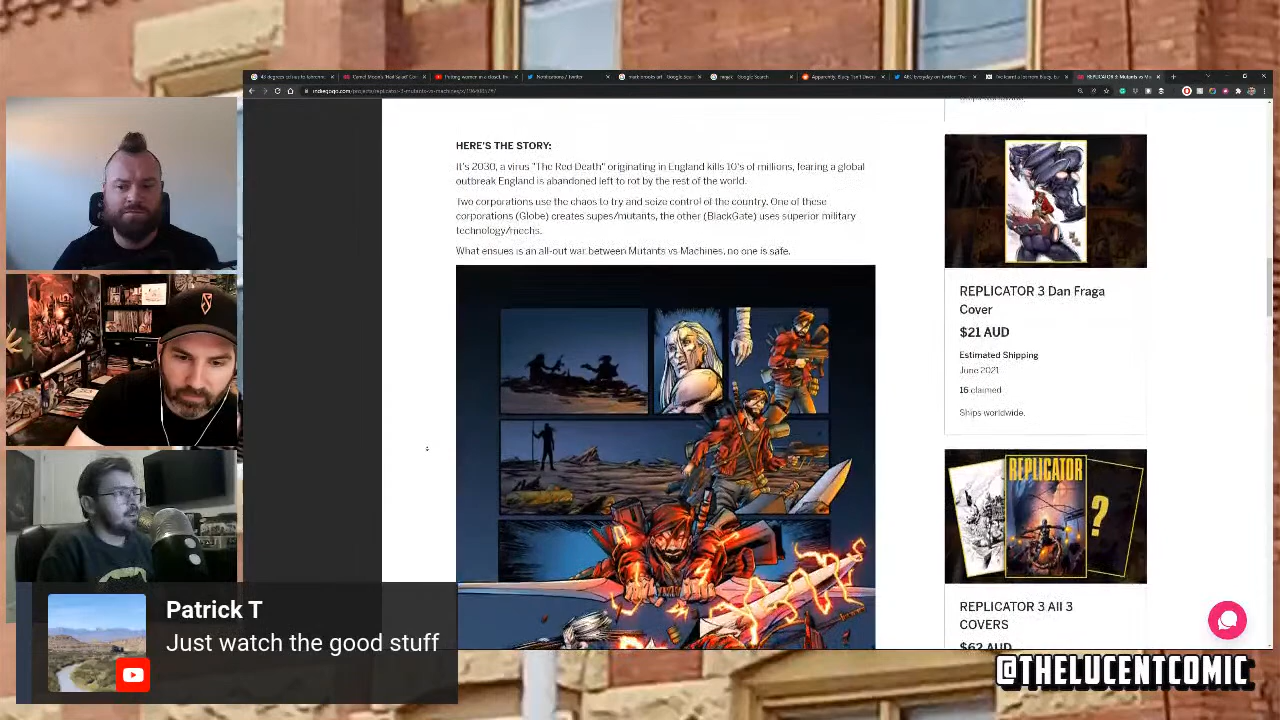 HERE'S THE STORY:
It's 2030, a virus "The Red Death" originating in England kills 10's of millions, fearing a global
outbreak England is abandoned left to rot by the rest of the world.
Two corporations use the chaos to try and seize control of the country. One of these
corporations (Globe) creates supes/mutants, the other (BlackGate) uses superior military
technology/mechs.
What ensues is an all-out war between Mutants vs Machines, no one is safe.
REPLICATOR 3 Dan Fraga
Cover
$21 AUD
Estimated Shipping
June 2021
16 claimed
Ships worldwide.
REPLICATOR
?
REPLICATOR 3 All 3
COVERS
$62 AUD
Patrick T
Just watch the good stuff
@THELUCENTCOMIC